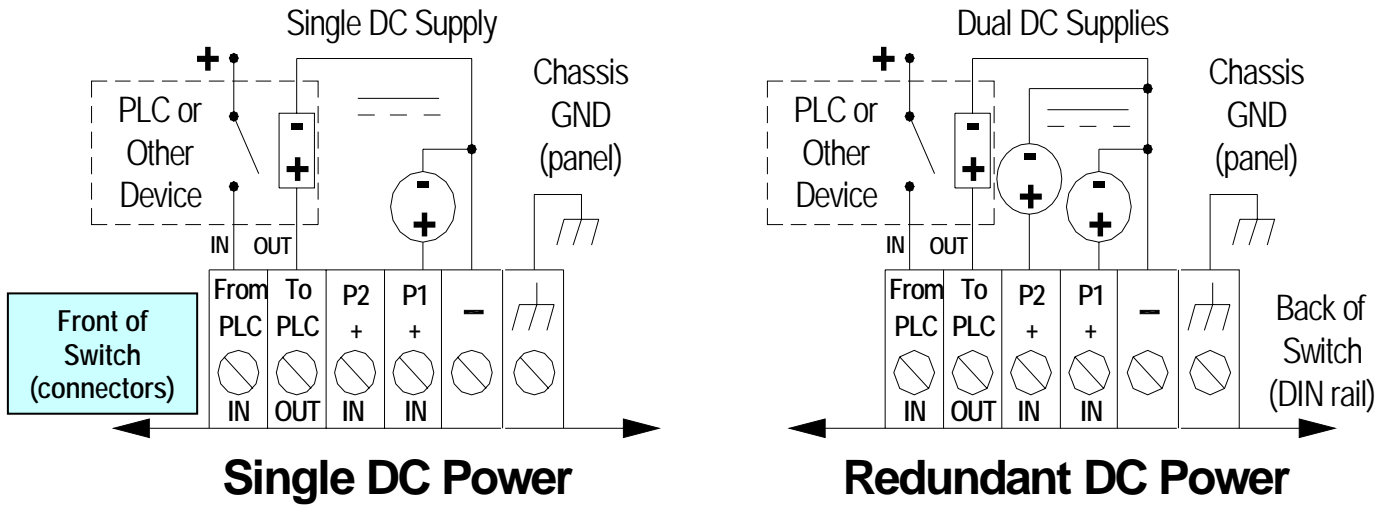 Single DC Supply
+
PLC or
Other
Device
-
+
-
+
Chassis
GND
(panel)
IN OUT
From To P2 P1 −
PLC PLC + +
IN OUT IN IN
Front of
Switch
(connectors)
Single DC Power
Dual DC Supplies
+
PLC or
Other
Device
-
+
-
+
-
+
Chassis
GND
(panel)
IN OUT
From To P2 P1 −
PLC PLC + +
IN OUT IN IN
Back of
Switch
(DIN rail)
Redundant DC Power